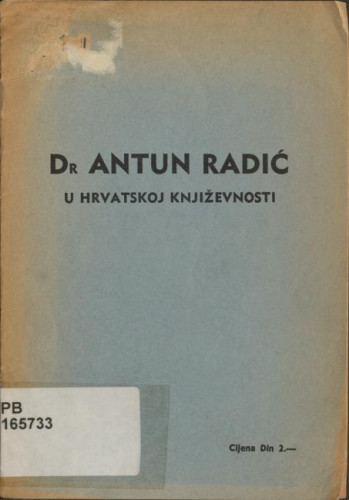 Dr ANTUN RADIĆ
U HRVATSKOJ KNJIŽEVNOSTI
PB
165733
Cijena Din 2.—